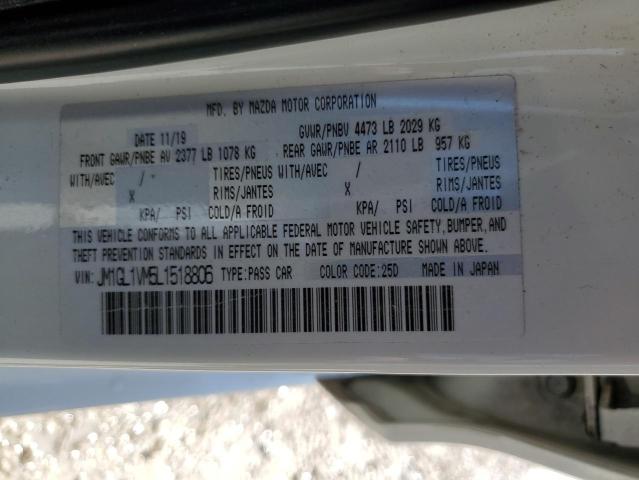 MFD. BY MAZDA MOTOR CORPORATION
DATE 11/19 GVWR/PNBV 4473 LB 2029 KG
FRONT GAWR/PNBE AV 2377 LB 1078 KG REAR GAWR/PNBE AR 2110 LB 957 KG
WITH/AVEC / TIRES/PNEUS WITH/AVEC / TIRES/PNEUS
X RIMS/JANTES X RIMS/JANTES
KPA/ PSI COLD/A FROID KPA/ PSI COLD/A FROID
THIS VEHICLE CONFORMS TO ALL APPLICABLE FEDERAL MOTOR VEHICLE SAFETY, BUMPER, AND
THEFT PREVENTION STANDARDS IN EFFECT ON THE DATE OF MANUFACTURE SHOWN ABOVE.
VIN: JM1GL1VM5L1518806 TYPE:PASS CAR COLOR CODE:25D MADE IN JAPAN